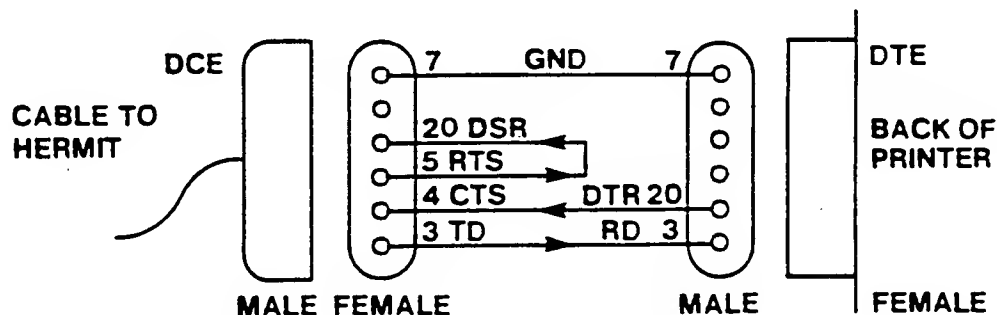 DCE
CABLE TO
HERMIT
7 GND 7
20 DSR
5 RTS
4 CTS DTR 20
3 TD RD 3
DTE
BACK OF
PRINTER
MALE FEMALE MALE FEMALE